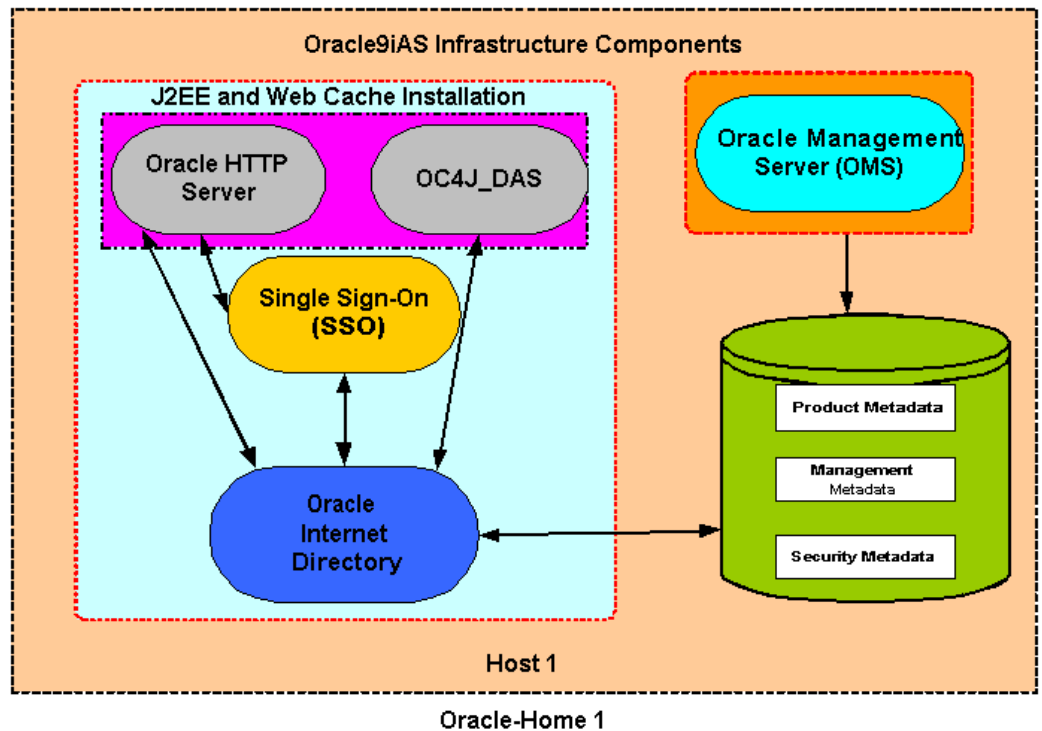 Oracle9iAS Infrastructure Components
J2EE and Web Cache Installation
Oracle HTTP
Server
OC4J_DAS
Oracle Management
Server (OMS)
Single Sign-On
(SSO)
Product Metadata
Management
Metadata
Security Metadata
Oracle
Internet
Directory
Host 1
Oracle-Home 1